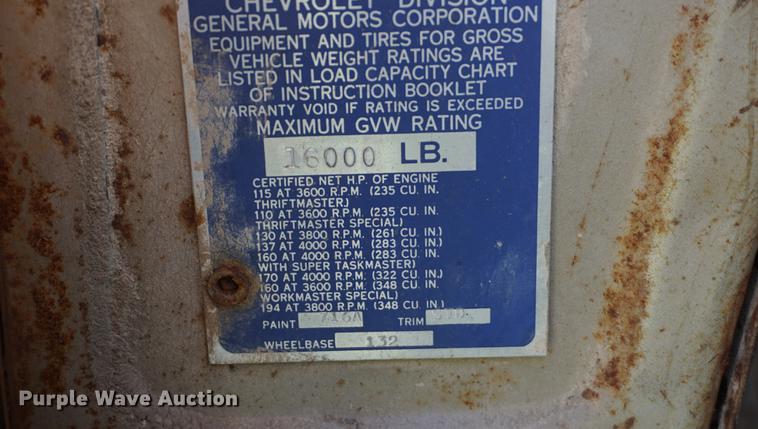 CHEVROLET DIVISION
GENERAL MOTORS CORPORATION
EQUIPMENT AND TIRES FOR GROSS
VEHICLE WEIGHT RATINGS ARE
LISTED IN LOAD CAPACITY CHART
OF INSTRUCTION BOOKLET
WARRANTY VOID IF RATING IS EXCEEDED
MAXIMUM GVW RATING
16000 LB.
CERTIFIED NET H.P. OF ENGINE
115 AT 3600 R.P.M. (235 CU. IN.
THRIFTMASTER)
110 AT 3600 R.P.M. (235 CU. IN.
THRIFTMASTER SPECIAL)
130 AT 3800 R.P.M. (261 CU. IN.)
137 AT 4000 R.P.M. (283 CU. IN.)
160 AT 4000 R.P.M. (283 CU. IN.
WITH SUPER TASKMASTER)
170 AT 4000 R.P.M. (322 CU. IN.)
160 AT 3600 R.P.M. (348 CU. IN.
WORKMASTER SPECIAL)
194 AT 3800 R.P.M. (348 CU. IN.)
PAINT TRIM
WHEELBASE 132
Purple Wave Auction